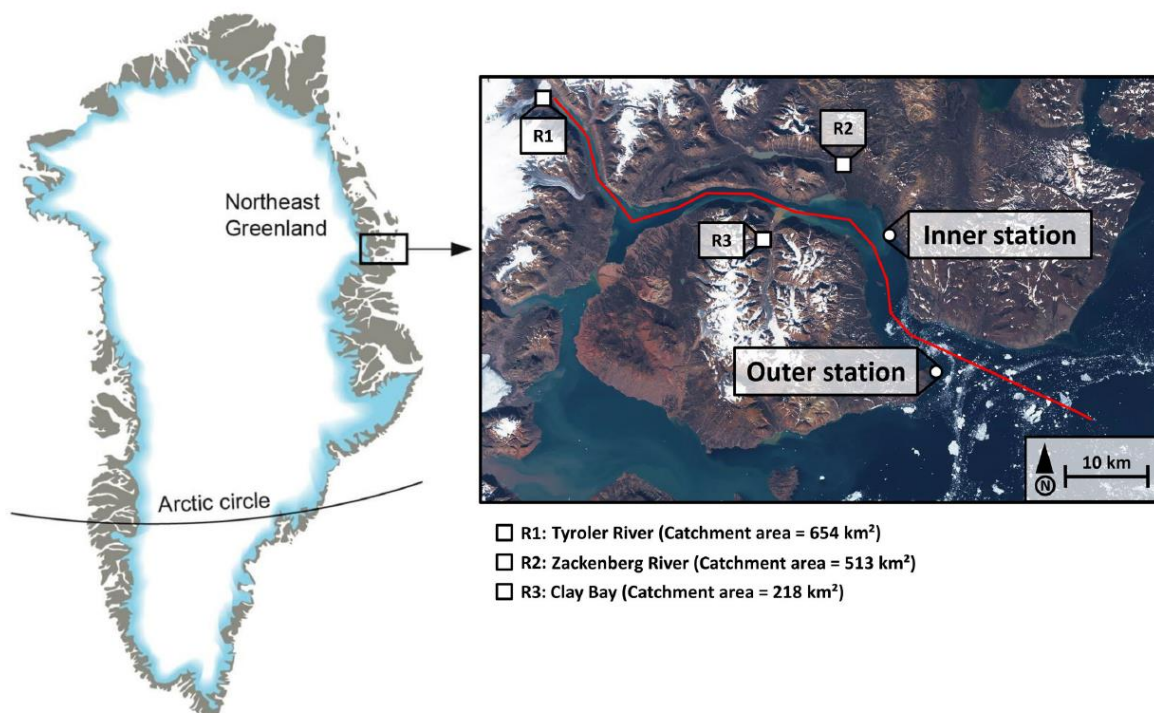 Northeast
Greenland
Arctic circle
R1
R2
R3
Inner station
Outer station
N
10 km
R1: Tyroler River (Catchment area = 654 km²)
R2: Zackenberg River (Catchment area = 513 km²)
R3: Clay Bay (Catchment area = 218 km²)